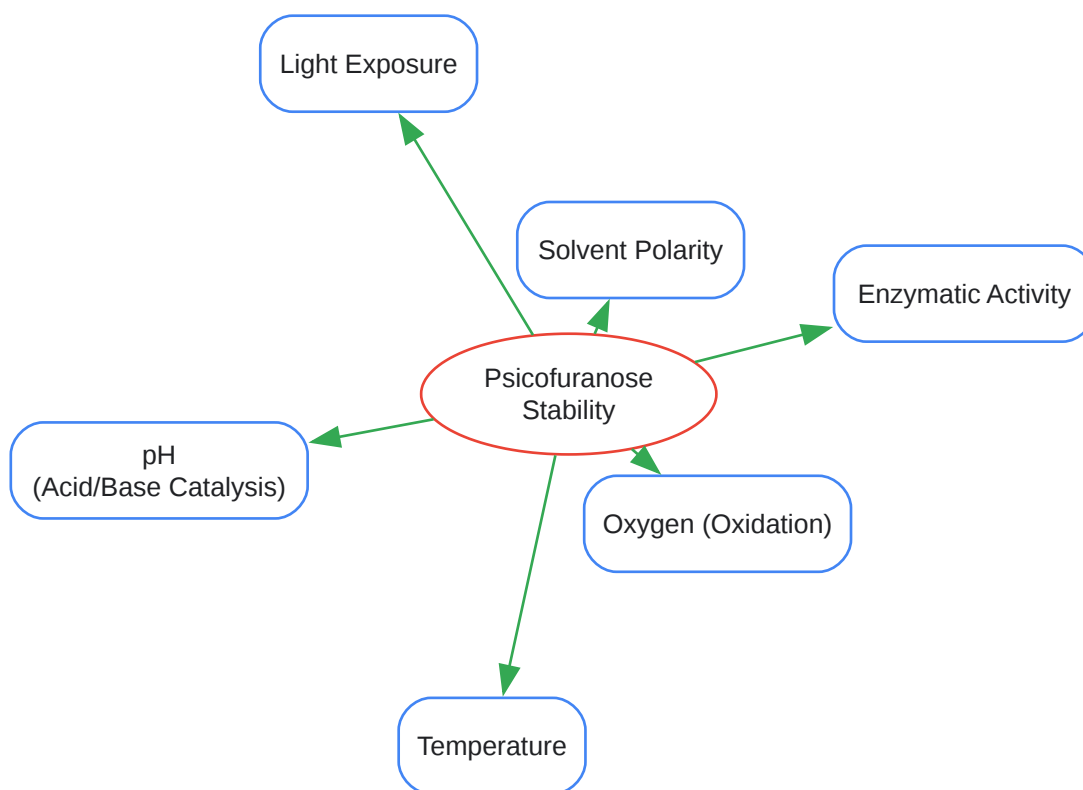 Light Exposure
Solvent Polarity
Enzymatic Activity
Psicofuranose
Stability
pH
(Acid/Base Catalysis)
Oxygen (Oxidation)
Temperature